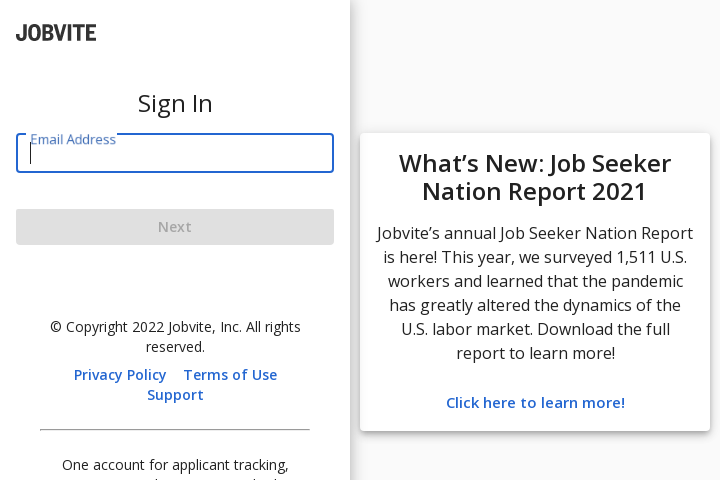 JOBVITE
Sign In
Email Address
Next
© Copyright 2022 Jobvite, Inc. All rights
reserved.
Privacy Policy Terms of Use
Support
One account for applicant tracking,
What's New: Job Seeker
Nation Report 2021
Jobvite's annual Job Seeker Nation Report
is here! This year, we surveyed 1,511 U.S.
workers and learned that the pandemic
has greatly altered the dynamics of the
U.S. labor market. Download the full
report to learn more!
Click here to learn more!